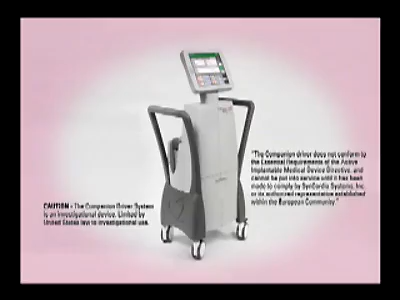 CAUTION - The Companion Driver System
is an investigational device. Limited by
United States law to investigational use.
"The Companion driver does not conform to
the Essential Requirements of the Active
Implantable Medical Device Directive, and
cannot be put into service until it has been
made to comply by SynCardia Systems, Inc.
or its authorized representative established
within the European Community."